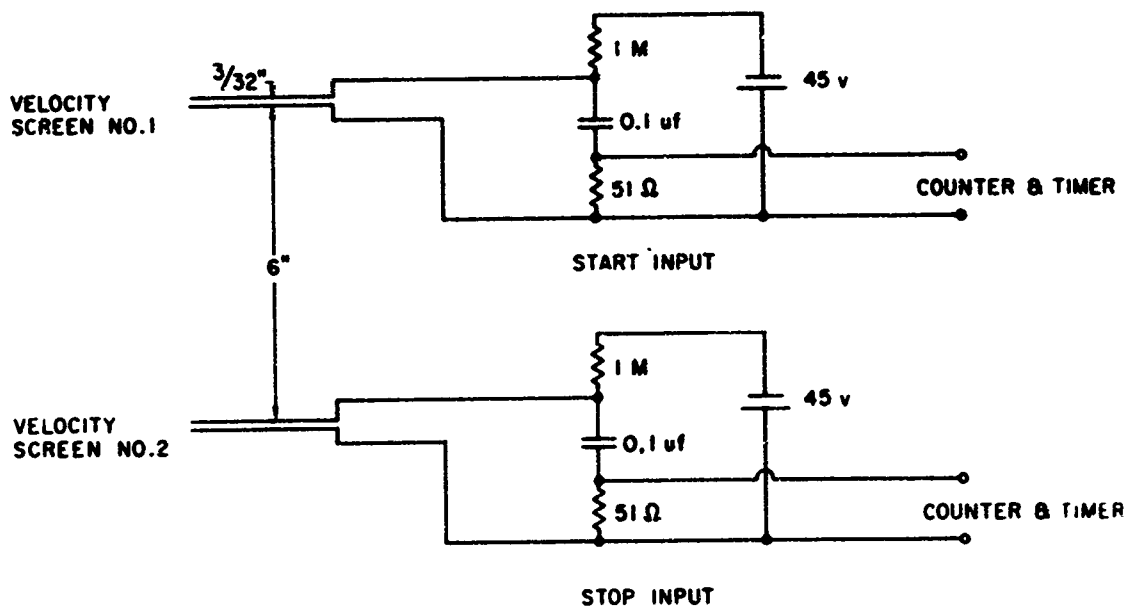 1 M
3/32"
45 v
VELOCITY
SCREEN NO.1
0.1 uf
51 Ω
COUNTER & TIMER
6"
START INPUT
1 M
45 v
VELOCITY
SCREEN NO.2
0,1 uf
51 Ω
COUNTER & TIMER
STOP INPUT